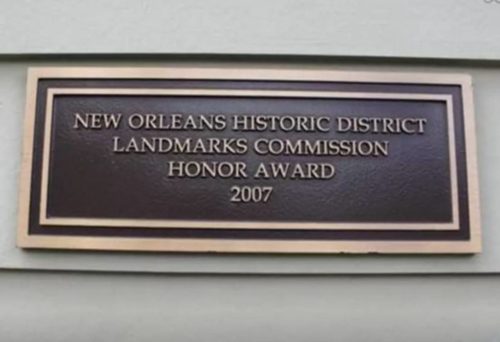 NEW ORLEANS HISTORIC DISTRICT
LANDMARKS COMMISSION
HONOR AWARD
2007